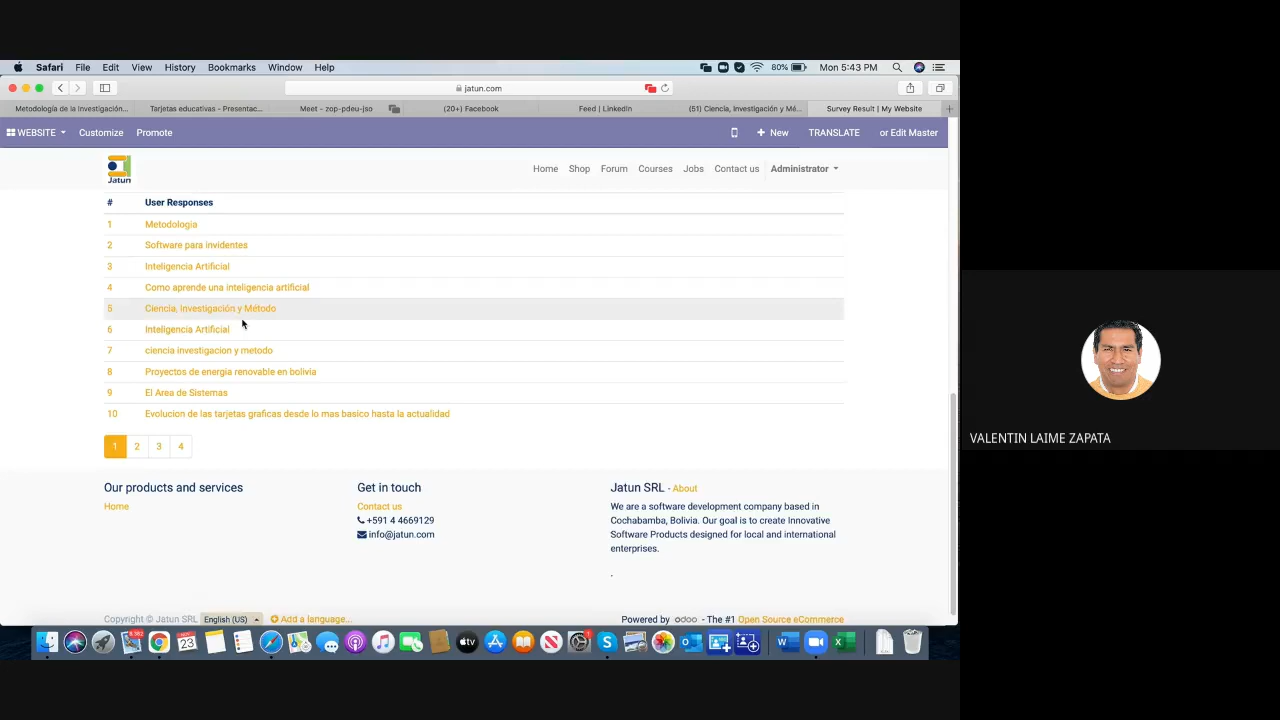 Safari File Edit View History Bookmarks Window Help 80% Mon 5:43 PM
jatun.com
Metodología de la Investigación... Tarjetas educativas - Presentac... Meet - zop-pdeu-jso (20+) Facebook Feed | LinkedIn (51) Ciencia, Investigación y Mé... Survey Result | My Website
WEBSITE Customize Promote + New TRANSLATE or Edit Master
Jatun Home Shop Forum Courses Jobs Contact us Administrator
# User Responses
1 Metodologia
2 Software para invidentes
3 Inteligencia Artificial
4 Como aprende una inteligencia artificial
5 Ciencia, Investigación y Método
6 Inteligencia Artificial
7 ciencia investigacion y metodo
8 Proyectos de energia renovable en bolivia
9 El Area de Sistemas
10 Evolucion de las tarjetas graficas desde lo mas basico hasta la actualidad
1 2 3 4
Our products and services
Home
Get in touch
Contact us
+591 4 4669129
info@jatun.com
Jatun SRL - About
We are a software development company based in
Cochabamba, Bolivia. Our goal is to create Innovative
Software Products designed for local and international
enterprises.
.
Copyright © Jatun SRL English (US) Add a language... Powered by odoo - The #1 Open Source eCommerce
NOV 23 tv
VALENTIN LAIME ZAPATA